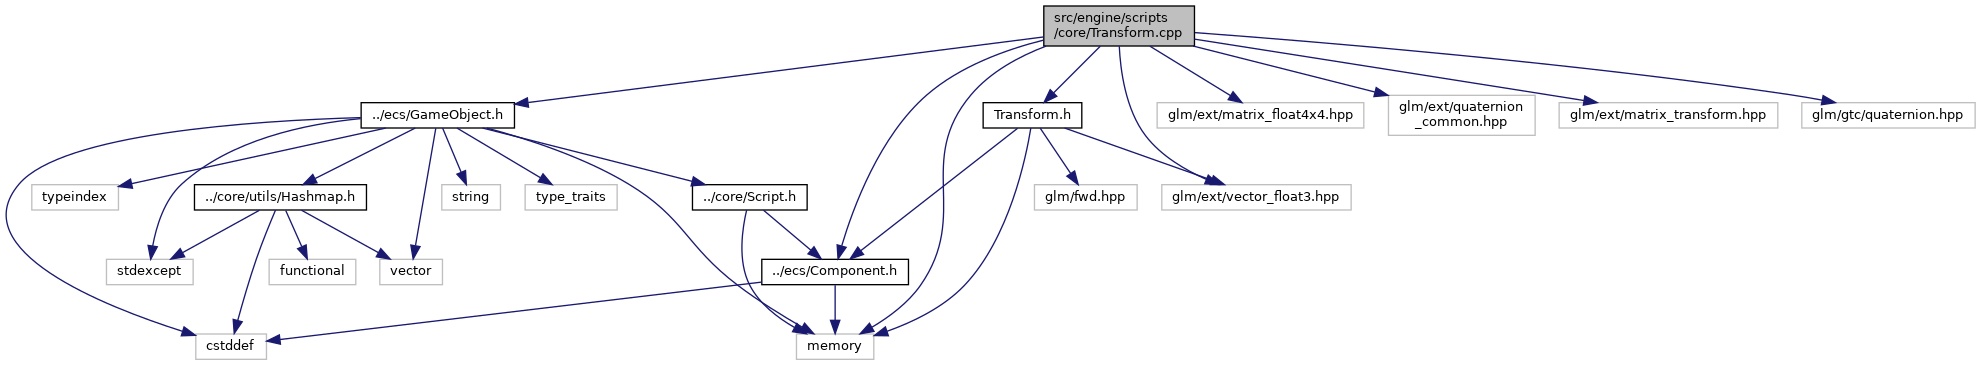 src/engine/scripts
/core/Transform.cpp
../ecs/GameObject.h
Transform.h
glm/ext/matrix_float4x4.hpp
glm/ext/quaternion
_common.hpp
glm/ext/matrix_transform.hpp
glm/gtc/quaternion.hpp
typeindex
../core/utils/Hashmap.h
string
type_traits
../core/Script.h
glm/fwd.hpp
glm/ext/vector_float3.hpp
stdexcept
functional
vector
../ecs/Component.h
cstddef
memory